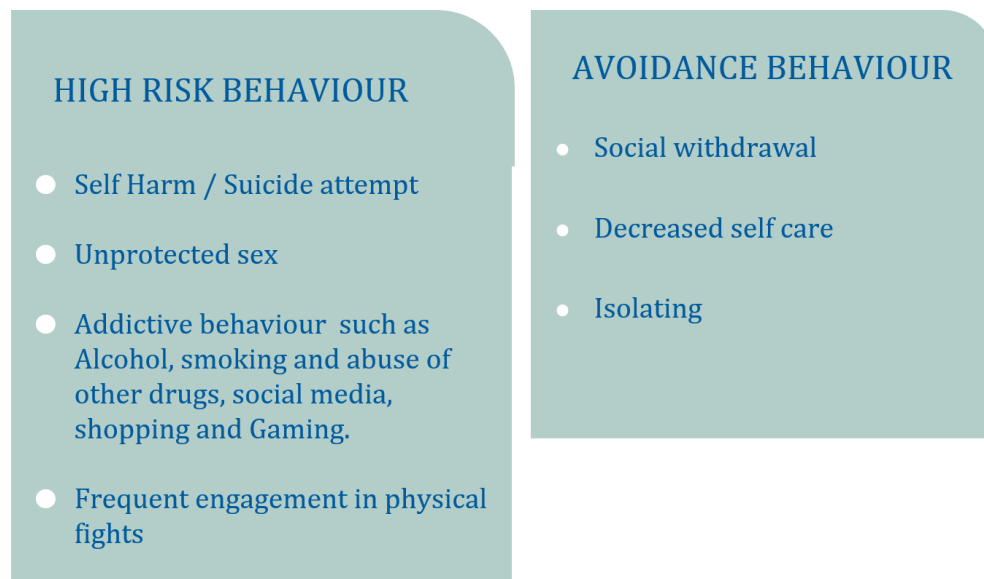 HIGH RISK BEHAVIOUR
Self Harm / Suicide attempt
Unprotected sex
Addictive behaviour  such as
Alcohol, smoking and abuse of
other drugs, social media,
shopping and Gaming.
Frequent engagement in physical
fights
AVOIDANCE BEHAVIOUR
Social withdrawal
Decreased self care
Isolating